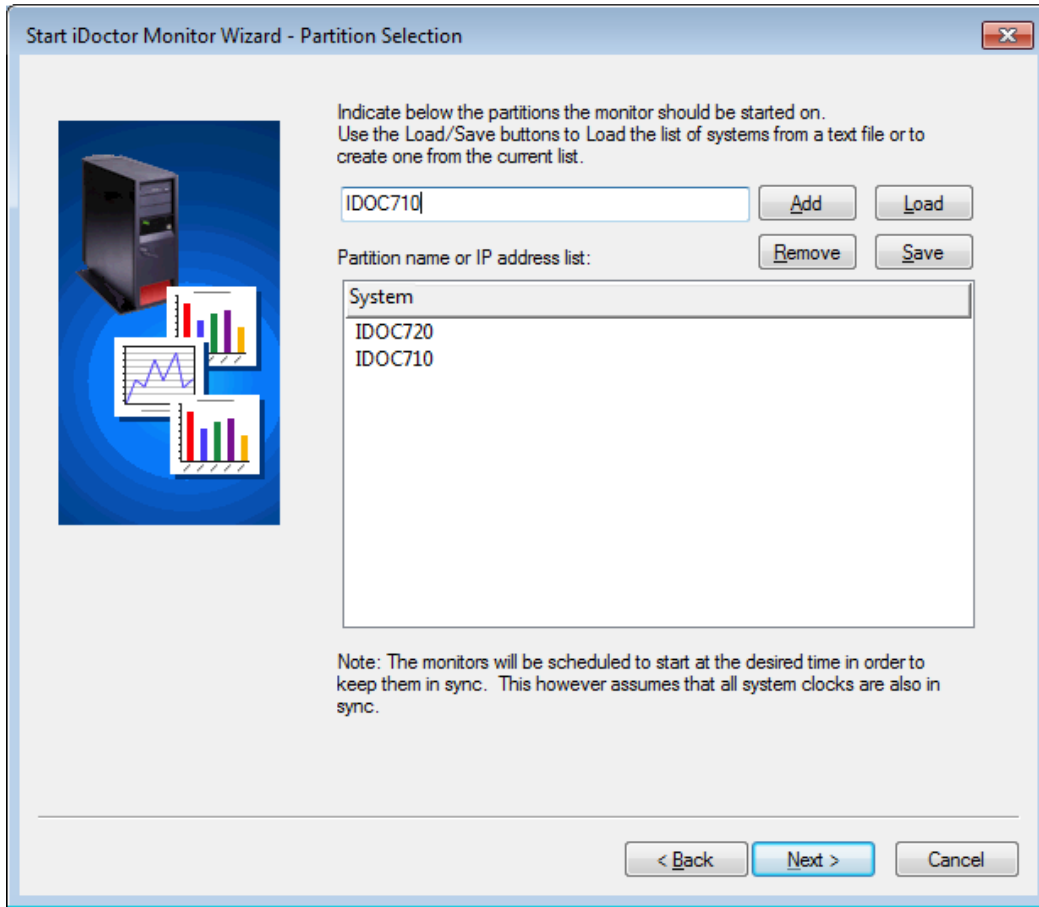 Start iDoctor Monitor Wizard - Partition Selection
Indicate below the partitions the monitor should be started on.
Use the Load/Save buttons to Load the list of systems from a text file or to
create one from the current list.
IDOC710
Add
Load
Partition name or IP address list:
Remove
Save
System
IDOC720
IDOC710
Note: The monitors will be scheduled to start at the desired time in order to
keep them in sync.  This however assumes that all system clocks are also in
sync.
< Back
Next >
Cancel